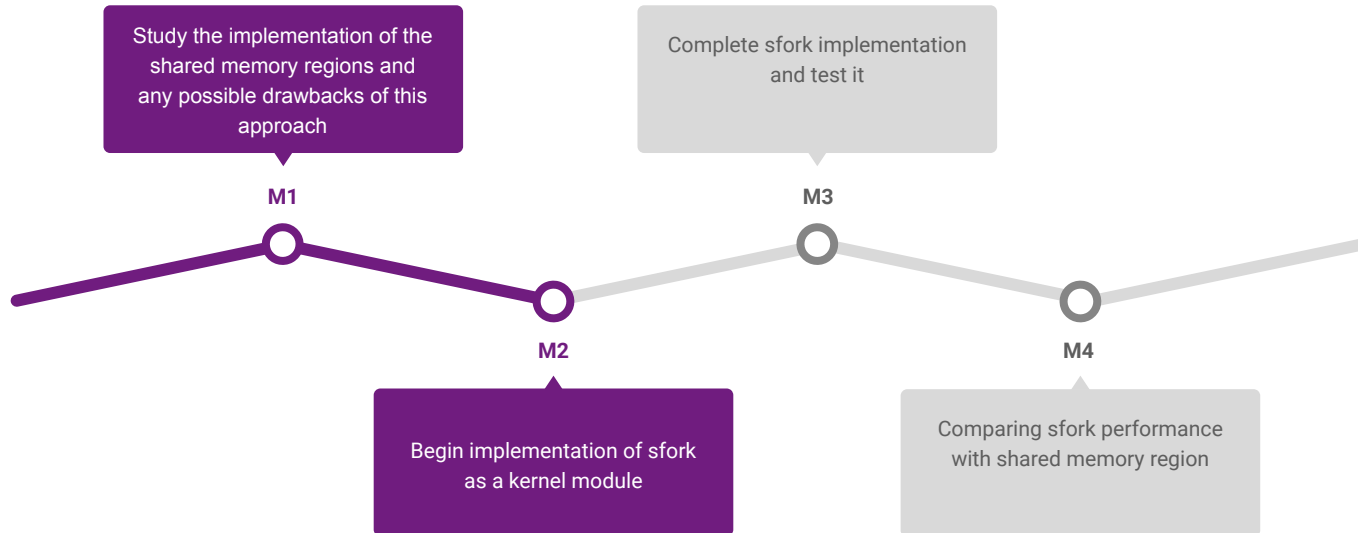 Study the implementation of the
shared memory regions and
any possible drawbacks of this
approach
M1
Begin implementation of sfork
as a kernel module
M2
Complete sfork implementation
and test it
M3
Comparing sfork performance
with shared memory region
M4